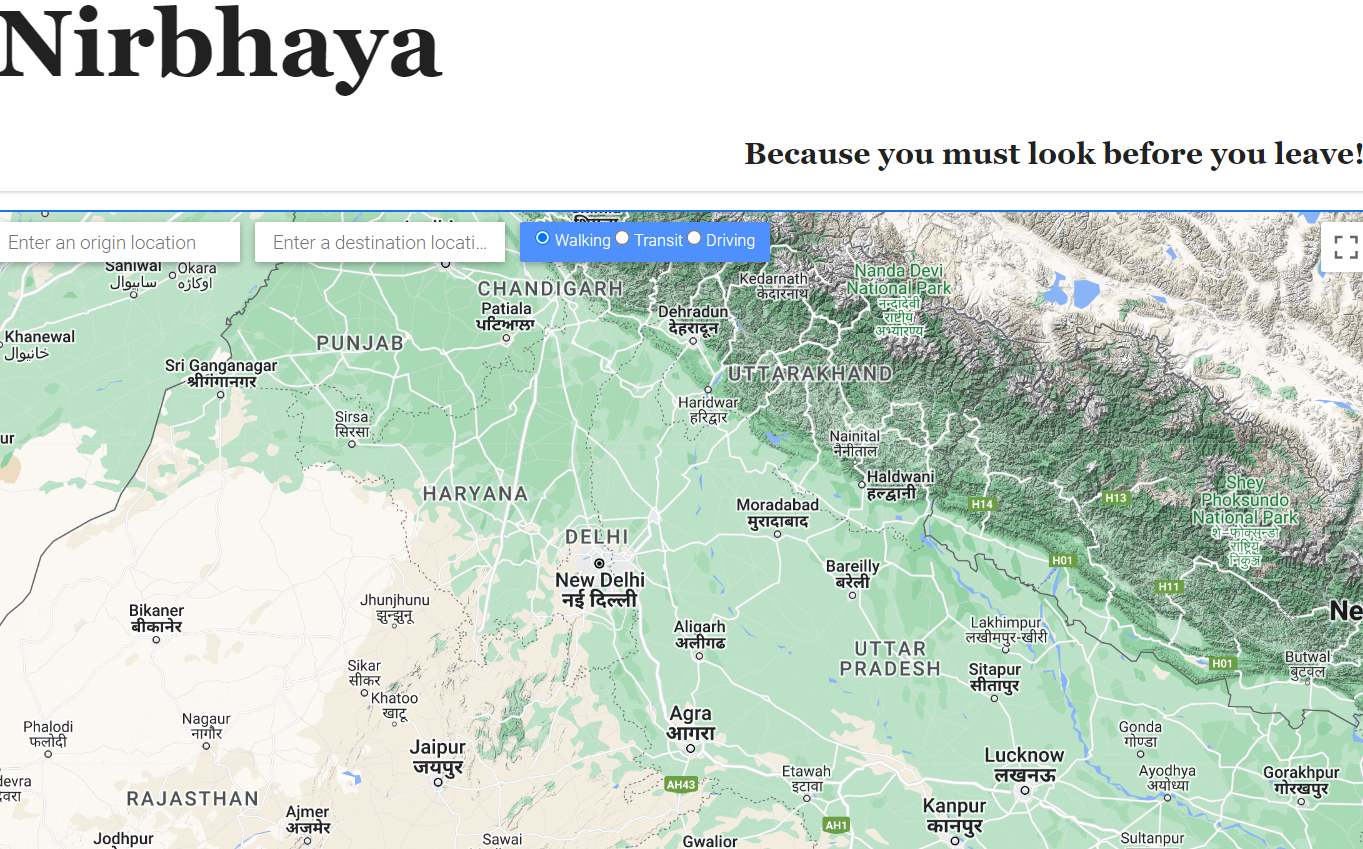 Nirbhaya
Because you must look before you leave!
Enter an origin location
Enter a destination locati...
Walking Transit Driving
Sahiwal
ساہیوال
Okara
اوکاڑہ
CHANDIGARH
Kedarnath
केदारनाथ
Nanda Devi
National Park
नन्दादेवी
राष्ट्रीय
अभ्यारण्य
Patiala
ਪਟਿਆਲਾ
Dehradun
देहरादून
Khanewal
خانیوال
PUNJAB
Sri Ganganagar
श्रीगंगानगर
UTTARAKHAND
Haridwar
हरिद्वार
Sirsa
सिरसा
ur
Nainital
नैनीताल
Haldwani
हल्द्वानी
HARYANA
Shey
Phoksundo
National Park
शे-फोक्सुन्डो
राष्ट्रिय
निकुञ्ज
H13
H14
Moradabad
मुरादाबाद
DELHI
New Delhi
नई दिल्ली
H01
Bareilly
बरेली
H11
Bikaner
बीकानेर
Jhunjhunu
झुन्झुनू
Ne
Aligarh
अलीगढ
Lakhimpur
लखीमपुर-खीरी
UTTAR
PRADESH
H01
Butwal
बुटवल
Sikar
सीकर
Sitapur
सीतापुर
Khatoo
खाटू
Phalodi
फलोदी
Nagaur
नागौर
Agra
आगरा
Gonda
गोण्डा
Jaipur
जयपुर
Lucknow
लखनऊ
Etawah
इटावा
Ayodhya
अयोध्या
Gorakhpur
गोरखपुर
devra
AH43
RAJASTHAN
Ajmer
अजमेर
Kanpur
कानपुर
AH1
Jodhpur
Sawai
Gwalior
Sultanpur